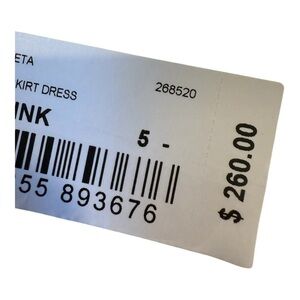 ETA
KIRT DRESS 268520
INK
5 -
55 893676
$ 260.00